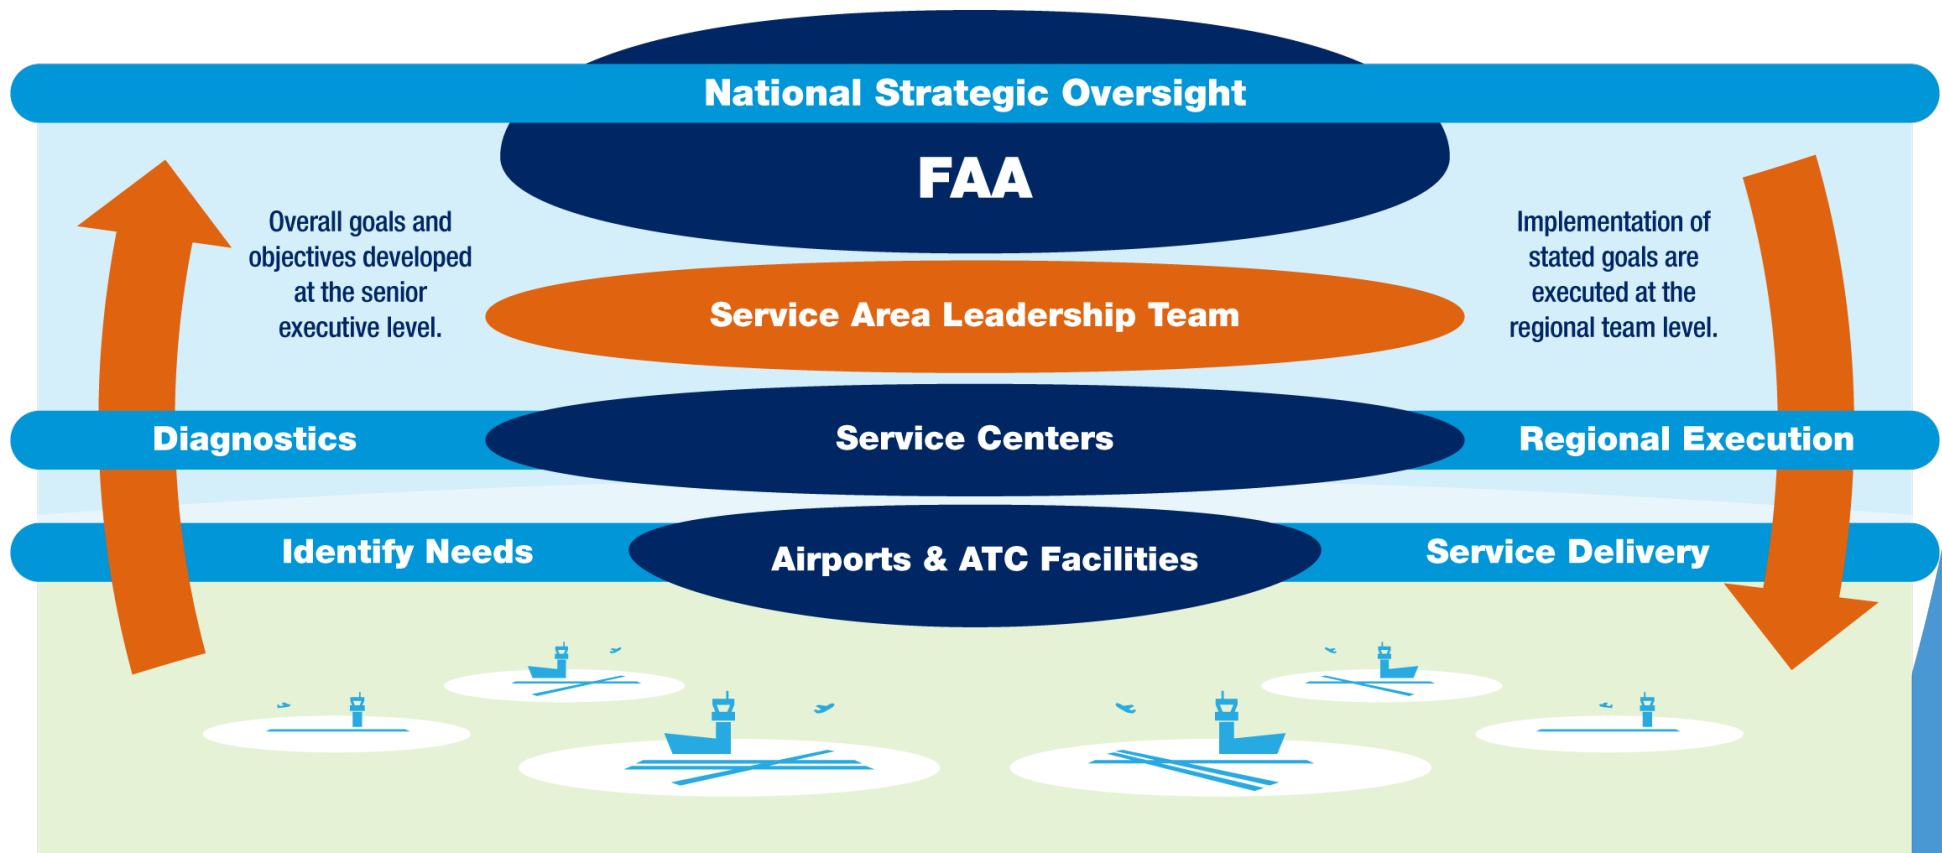 National Strategic Oversight
FAA
Overall goals and
objectives developed
at the senior
executive level.
Implementation of
stated goals are
executed at the
regional team level.
Service Area Leadership Team
Diagnostics
Service Centers
Regional Execution
Identify Needs
Airports & ATC Facilities
Service Delivery